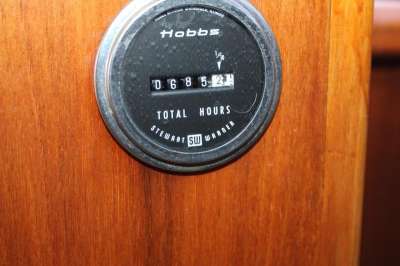 Hobbs
1/10
0685
TOTAL HOURS
STEWART SW WARNER